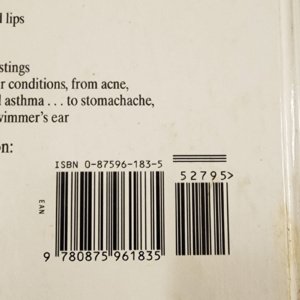 lips
stings
r conditions, from acne,
asthma . . . to stomachache,
wimmer's ear
on:
ISBN 0-87596-183-5
52795>
EAN
9 780875 961835